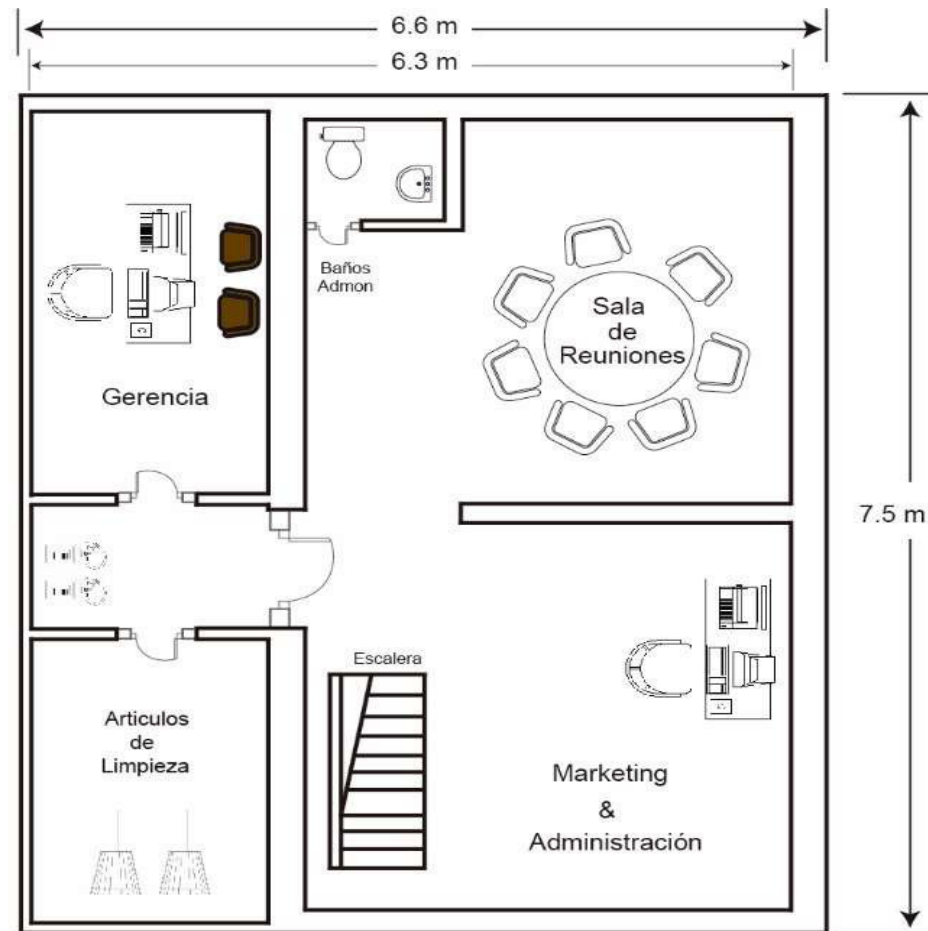 6.6 m
6.3 m
Baños
Admon
Sala
de
Reuniones
Gerencia
7.5 m
Escalera
Articulos
de
Limpieza
Marketing
&
Administración